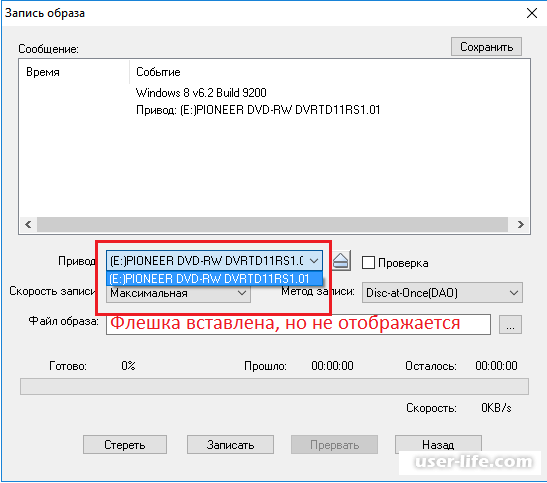 Запись образа
Сообщение:
Сохранить
Время Событие
Windows 8 v6.2 Build 9200
Привод: (E:)PIONEER DVD-RW DVRTD11RS1.01
Привод (E:)PIONEER DVD-RW DVRTD11RS1.0 Проверка
(E:)PIONEER DVD-RW DVRTD11RS1.01
Скорость записи: Максимальная Метод записи: Disc-at-Once(DAO)
Файл образа: Флешка вставлена, но не отображается ...
Готово: 0% Прошло: 00:00:00 Осталось: 00:00:00
Скорость: 0KB/s
Стереть Записать Прервать Назад
user-life.com